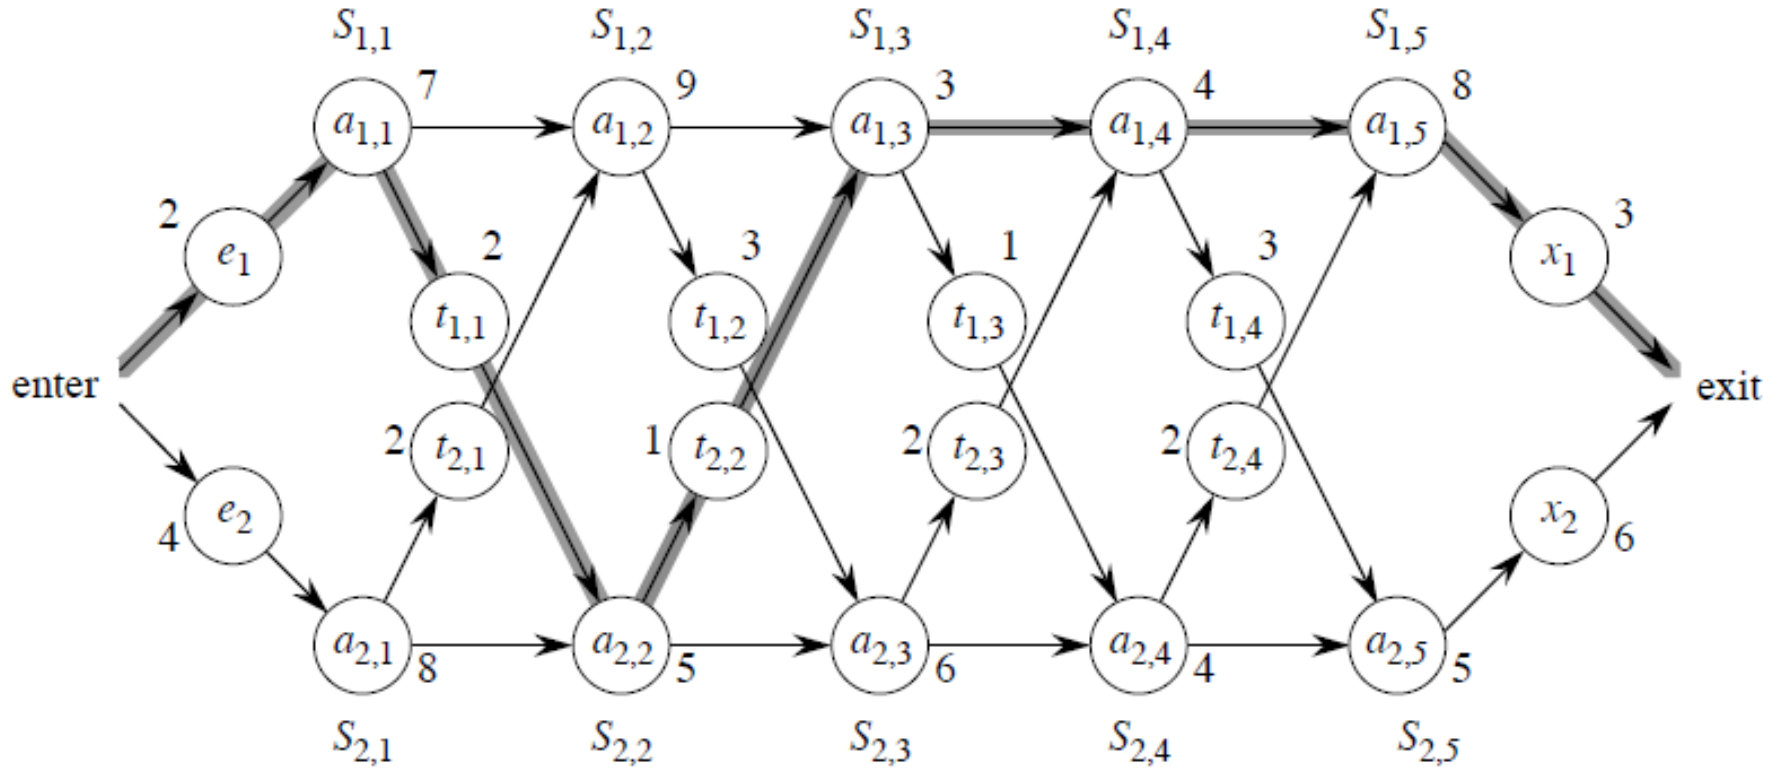 S1,1 S1,2 S1,3 S1,4 S1,5
7 9 3 4 8
a1,1 a1,2 a1,3 a1,4 a1,5
2 3
e1 x1
2 3 1 3
t1,1 t1,2 t1,3 t1,4
enter exit
2 1 2 2
t2,1 t2,2 t2,3 t2,4
e2 x2
4 6
a2,1 a2,2 a2,3 a2,4 a2,5
8 5 6 4 5
S2,1 S2,2 S2,3 S2,4 S2,5